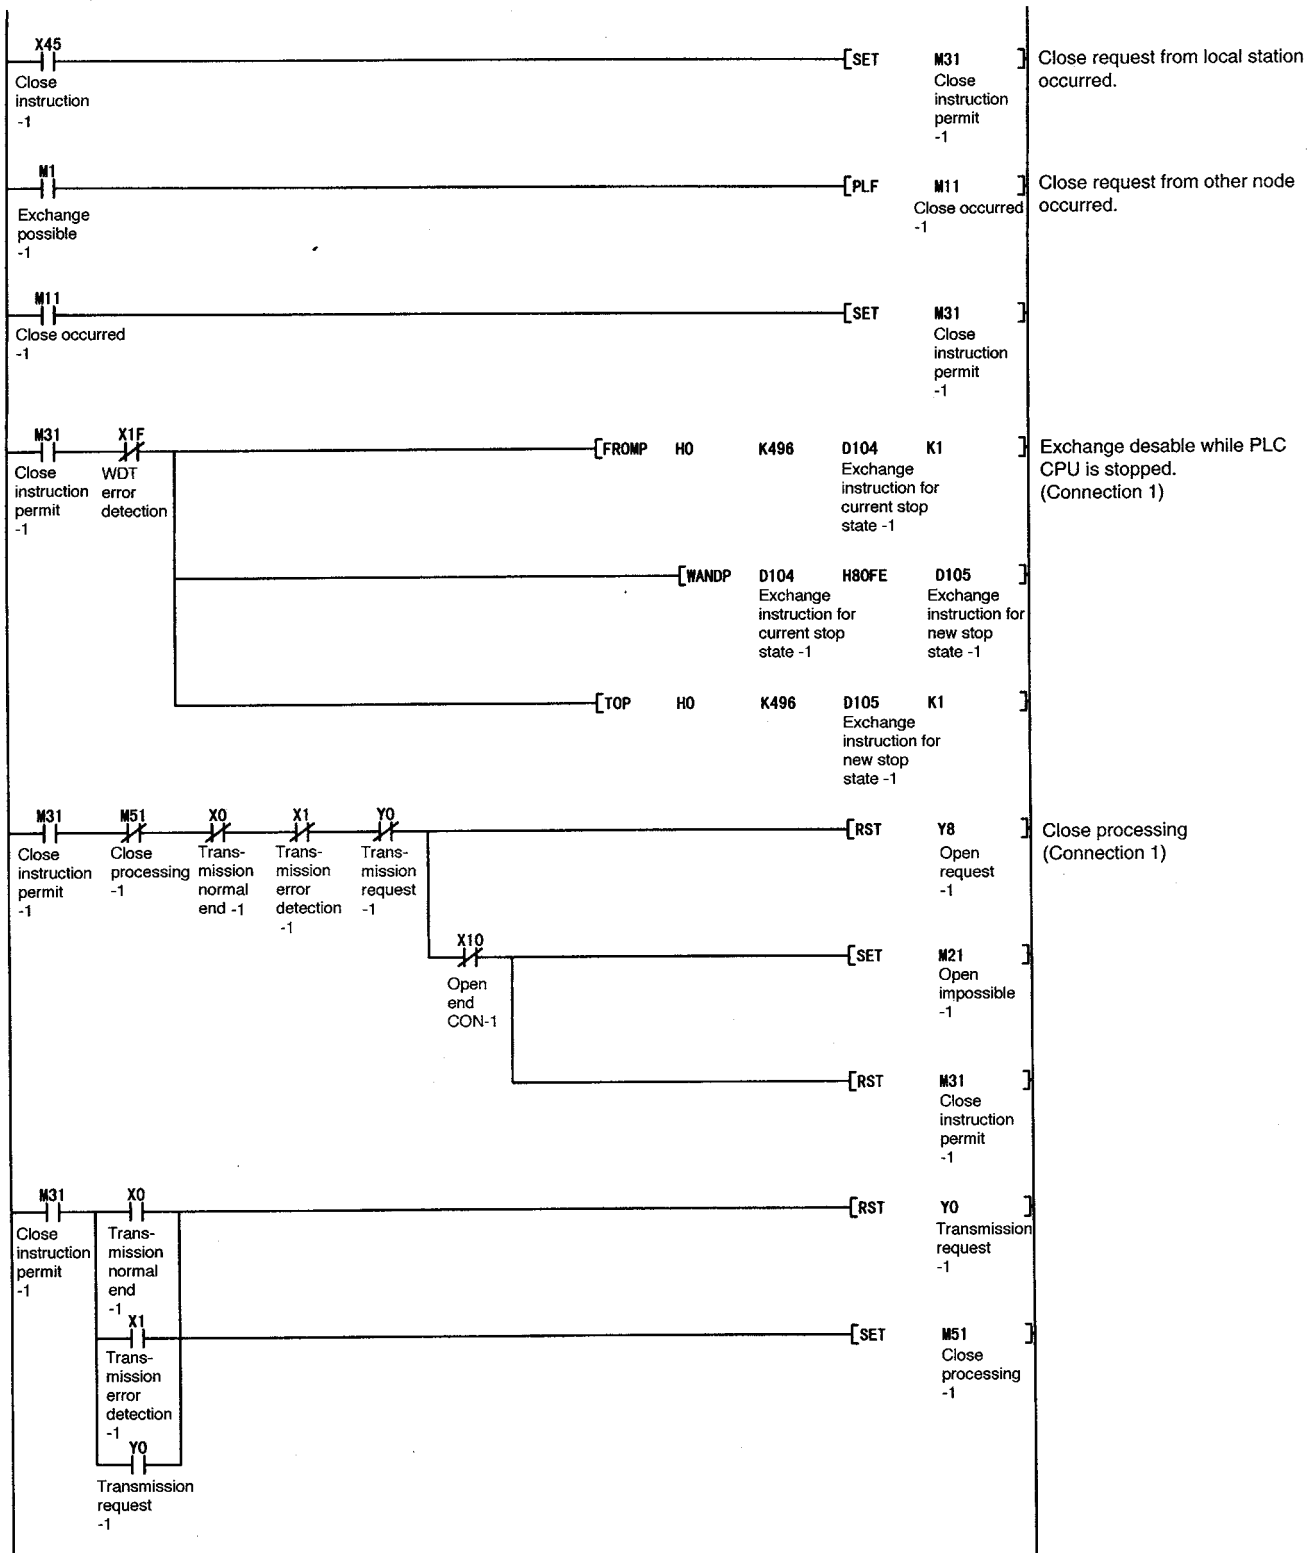 X45
[SET M31 ] Close request from local station
Close
instruction
-1
Close
instruction
permit
-1
occurred.
M1
[PLF M11 ] Close request from other node
Exchange
possible
-1
Close occurred
-1
occurred.
M11
[SET M31 ]
Close occurred
-1
Close
instruction
permit
-1
M31 X1F
[FROMP H0 K496 D104 K1 ] Exchange desable while PLC
CPU is stopped.
(Connection 1)
Close
instruction
permit
-1
WDT
error
detection
Exchange
instruction for
current stop
state -1
[WANDP D104 H80FE D105 ]
Exchange
instruction for
current stop
state -1
Exchange
instruction for
new stop
state -1
[TOP H0 K496 D105 K1 ]
Exchange
instruction for
new stop
state -1
M31 M51 X0 X1 Y0
[RST Y8 ] Close processing
(Connection 1)
Close
instruction
permit
-1
Close
processing
-1
Trans-
mission
normal
end -1
Trans-
mission
error
detection
-1
Trans-
mission
request
-1
Open
request
-1
X10
[SET M21 ]
Open
end
CON-1
Open
impossible
-1
[RST M31 ]
Close
instruction
permit
-1
M31 X0
[RST Y0 ]
Close
instruction
permit
-1
Trans-
mission
normal
end
-1
Transmission
request
-1
X1
[SET M51 ]
Trans-
mission
error
detection
-1
Close
processing
-1
Y0
Transmission
request
-1